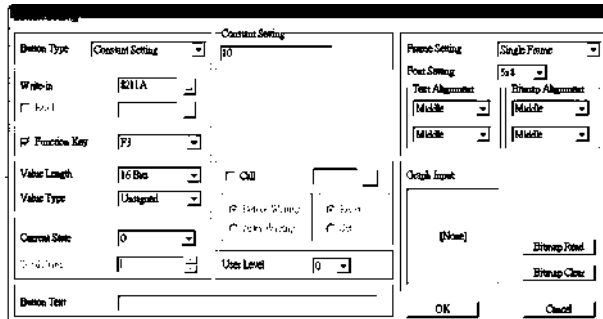 Button Type
Constant Setting
Write-in
Function Key
F3
Value Length
16 Bits
Value Type
Unsigned
Current State
0
Button Text
Constant Setting
10
Call
User Level
0
Frame Setting
Single Frame
Font Setting
5x8
Text Alignment
Middle
Middle
Bitmap Alignment
Middle
Middle
Graph Input:
[None]
Bitmap Read
Bitmap Clear
OK
Cancel